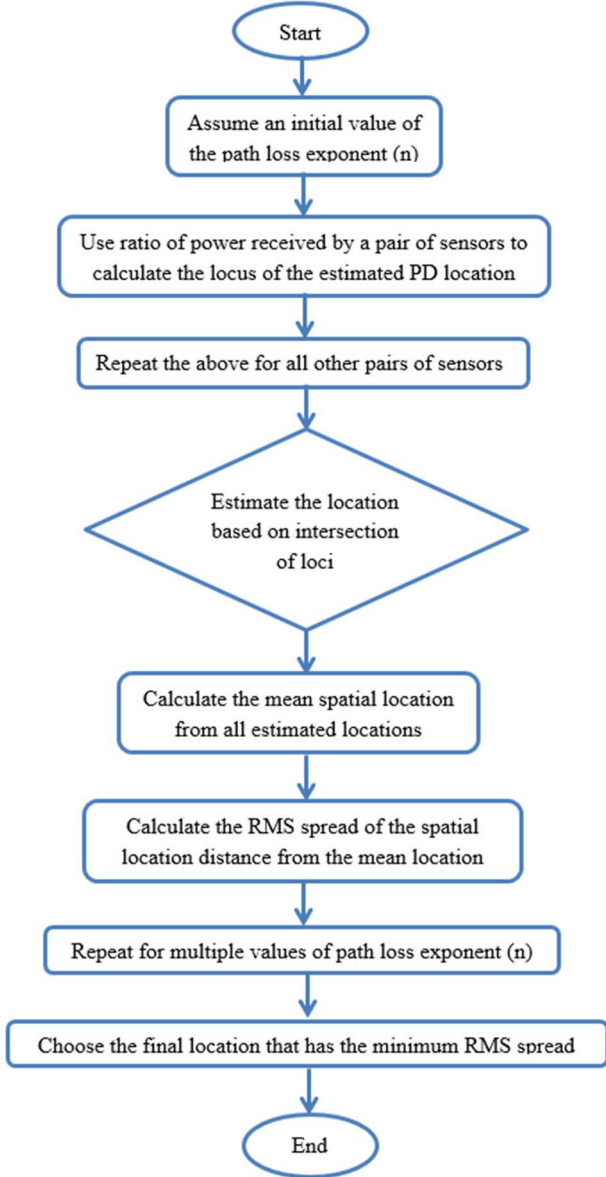 Start
Assume an initial value of
the path loss exponent (n)
Use ratio of power received by a pair of sensors to
calculate the locus of the estimated PD location
Repeat the above for all other pairs of sensors
Estimate the location
based on intersection
of loci
Calculate the mean spatial location
from all estimated locations
Calculate the RMS spread of the spatial
location distance from the mean location
Repeat for multiple values of path loss exponent (n)
Choose the final location that has the minimum RMS spread
End